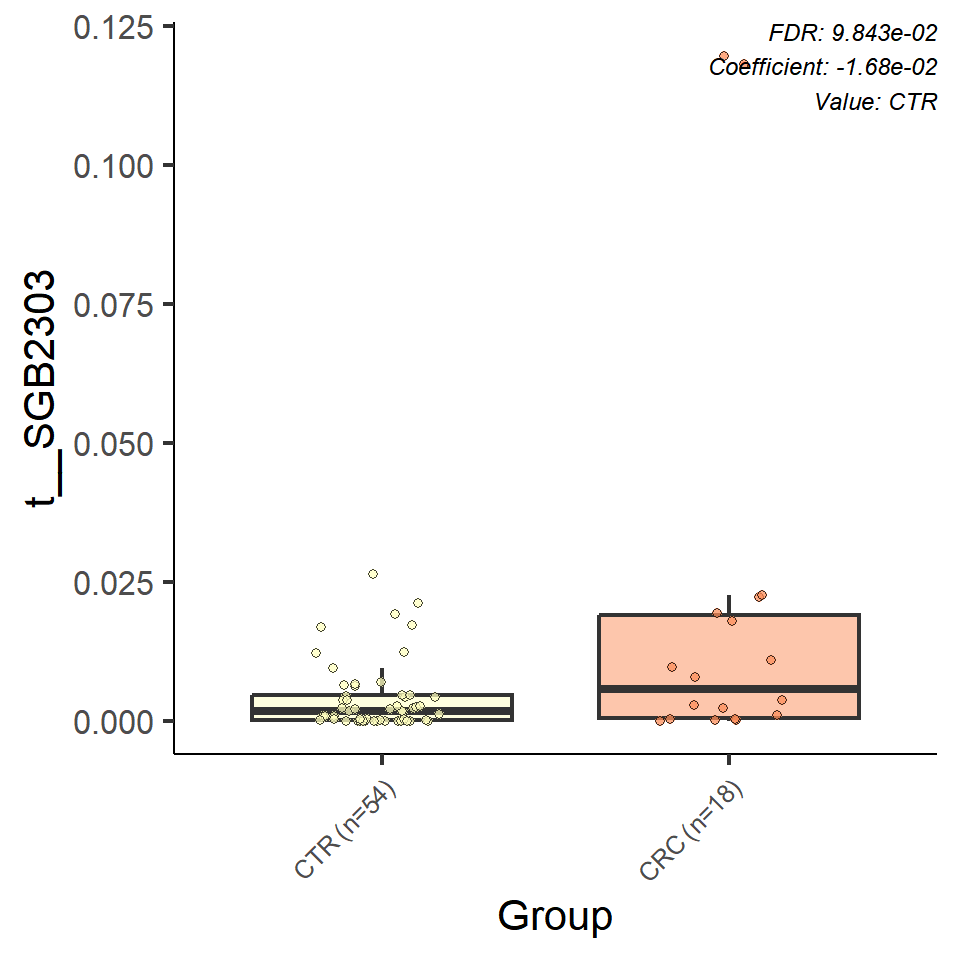 FDR: 9.843e-02
Coefficient: -1.68e-02
Value: CTR
t__SGB2303
0.125
0.100
0.075
0.050
0.025
0.000
CTR (n=54)
CRC (n=18)
Group